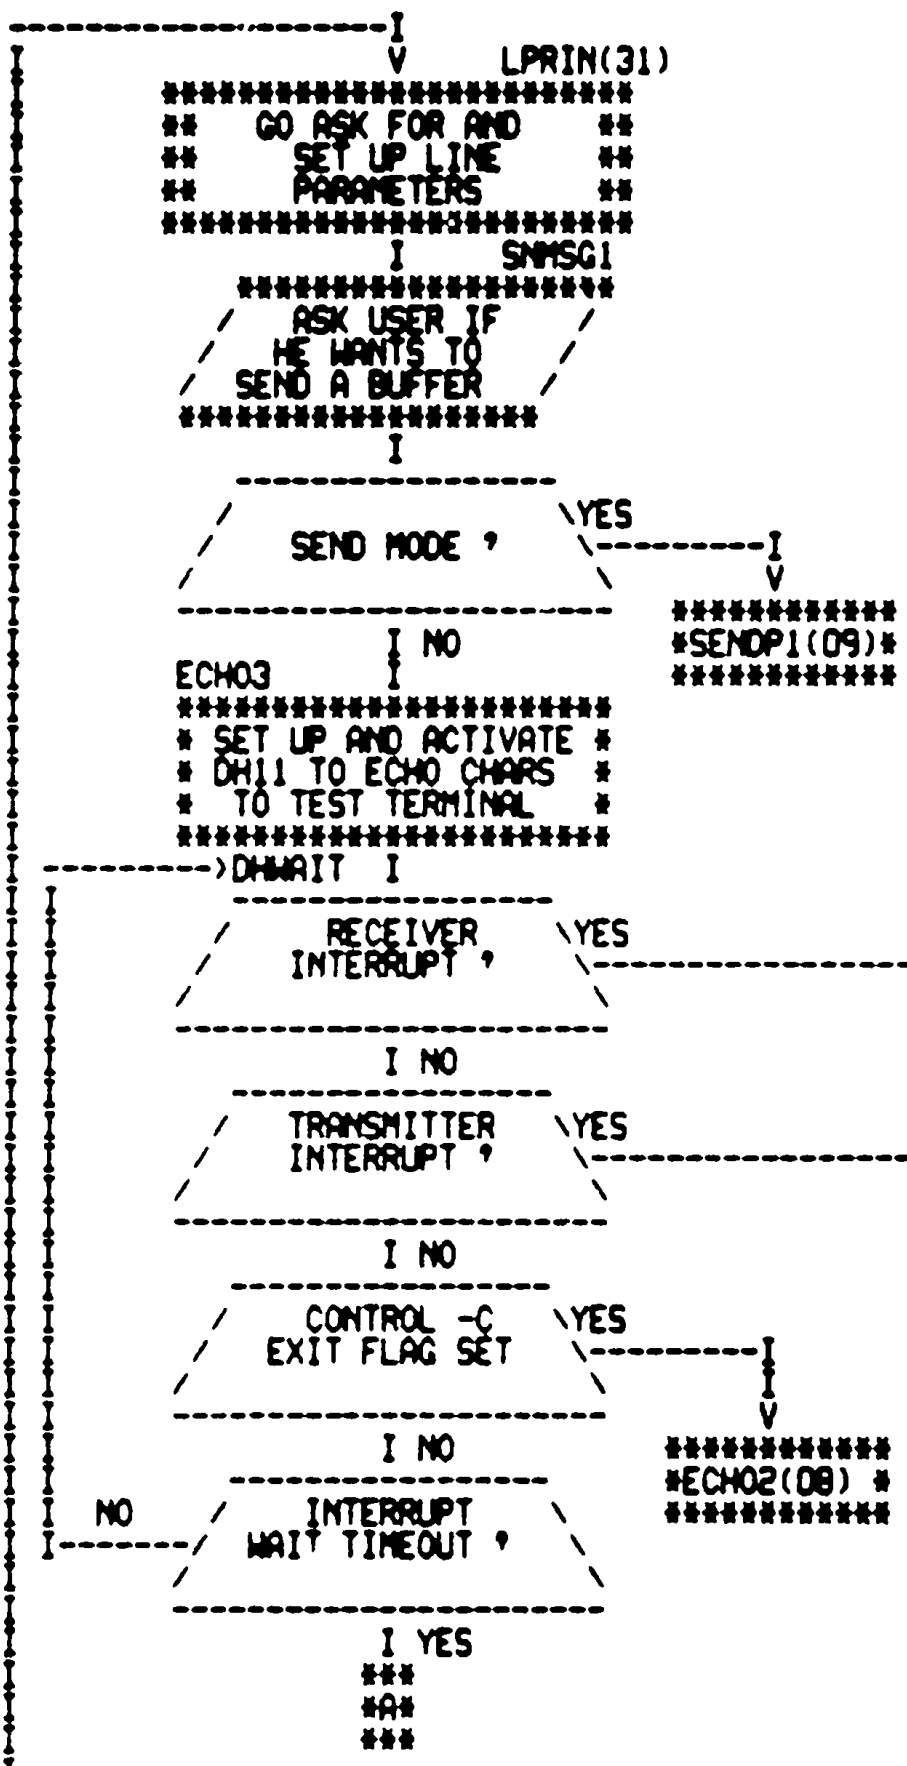 LPRIN(31)
GO ASK FOR AND
SET UP LINE
PARAMETERS
SNMSG1
ASK USER IF
HE WANTS TO
SEND A BUFFER
YES
SEND MODE ?
*SENDP1(09)*
NO
ECHO3
SET UP AND ACTIVATE
DH11 TO ECHO CHARS
TO TEST TERMINAL
DHWAIT
RECEIVER YES
INTERRUPT ?
NO
TRANSMITTER YES
INTERRUPT ?
NO
CONTROL -C YES
EXIT FLAG SET
NO
*ECHO2(08) *
NO INTERRUPT
WAIT TIMEOUT ?
YES
*A*